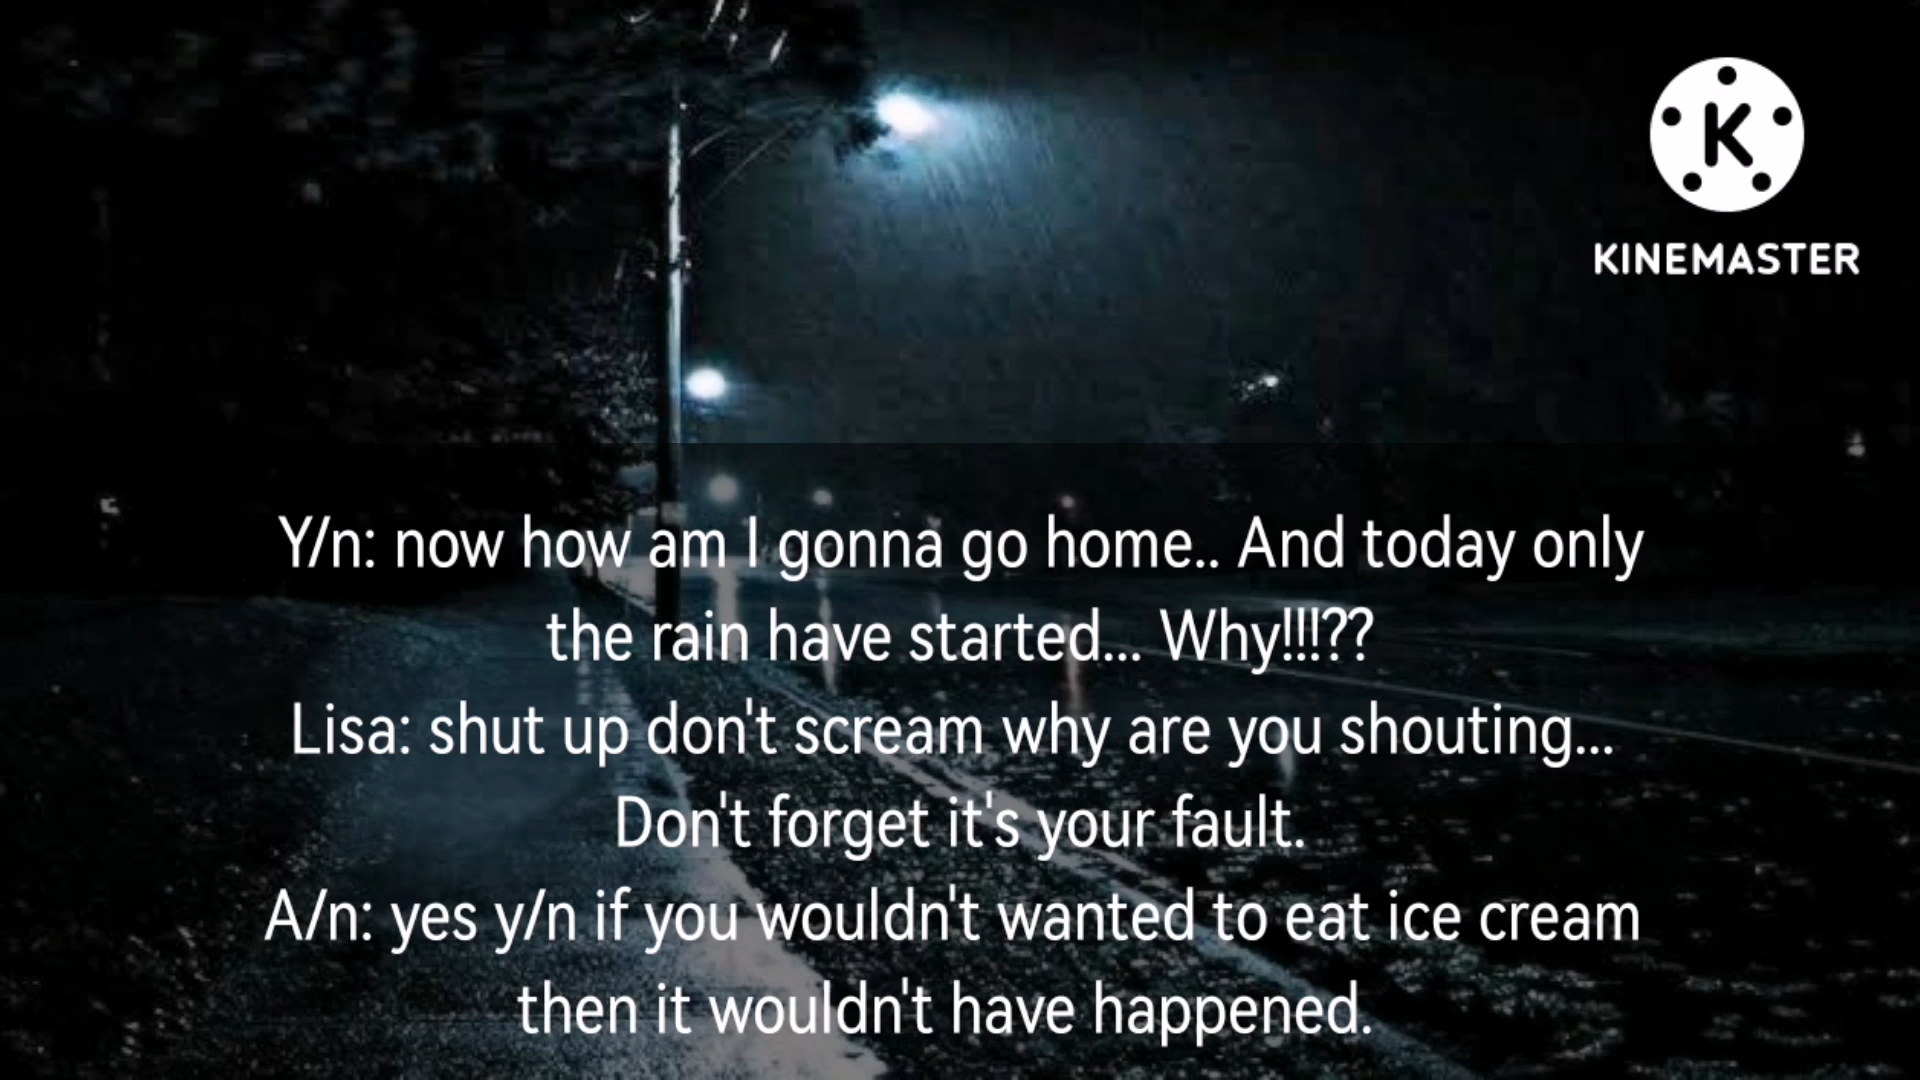 K
KINEMASTER
Y/n: now how am I gonna go home.. And today only
the rain have started... Why!!!??
Lisa: shut up don't scream why are you shouting...
Don't forget it's your fault.
A/n: yes y/n if you wouldn't wanted to eat ice cream
then it wouldn't have happened.